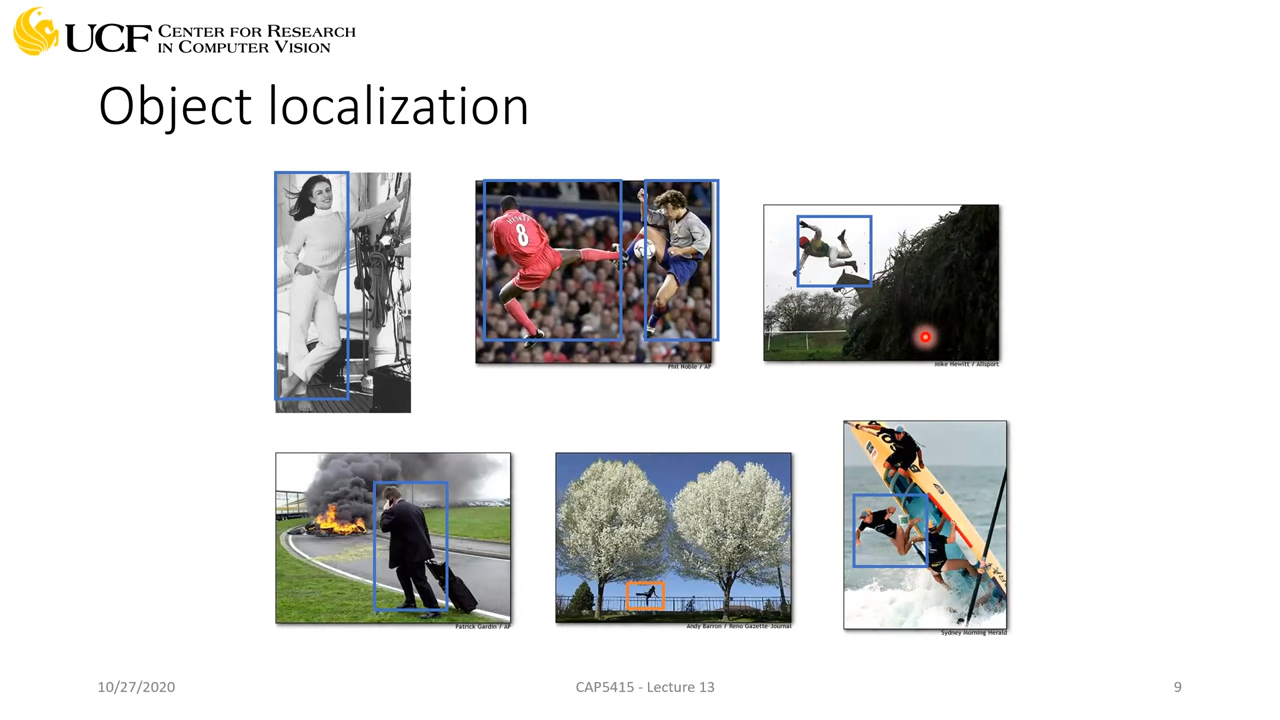 UCF CENTER FOR RESEARCH
IN COMPUTER VISION
Object localization
8
Phil Noble / AP
Mike Hewitt / Allsport
Patrick Gardin / AP
Andy Barron / Reno Gazette-Journal
Sydney Morning Herald
10/27/2020
CAP5415 - Lecture 13
9